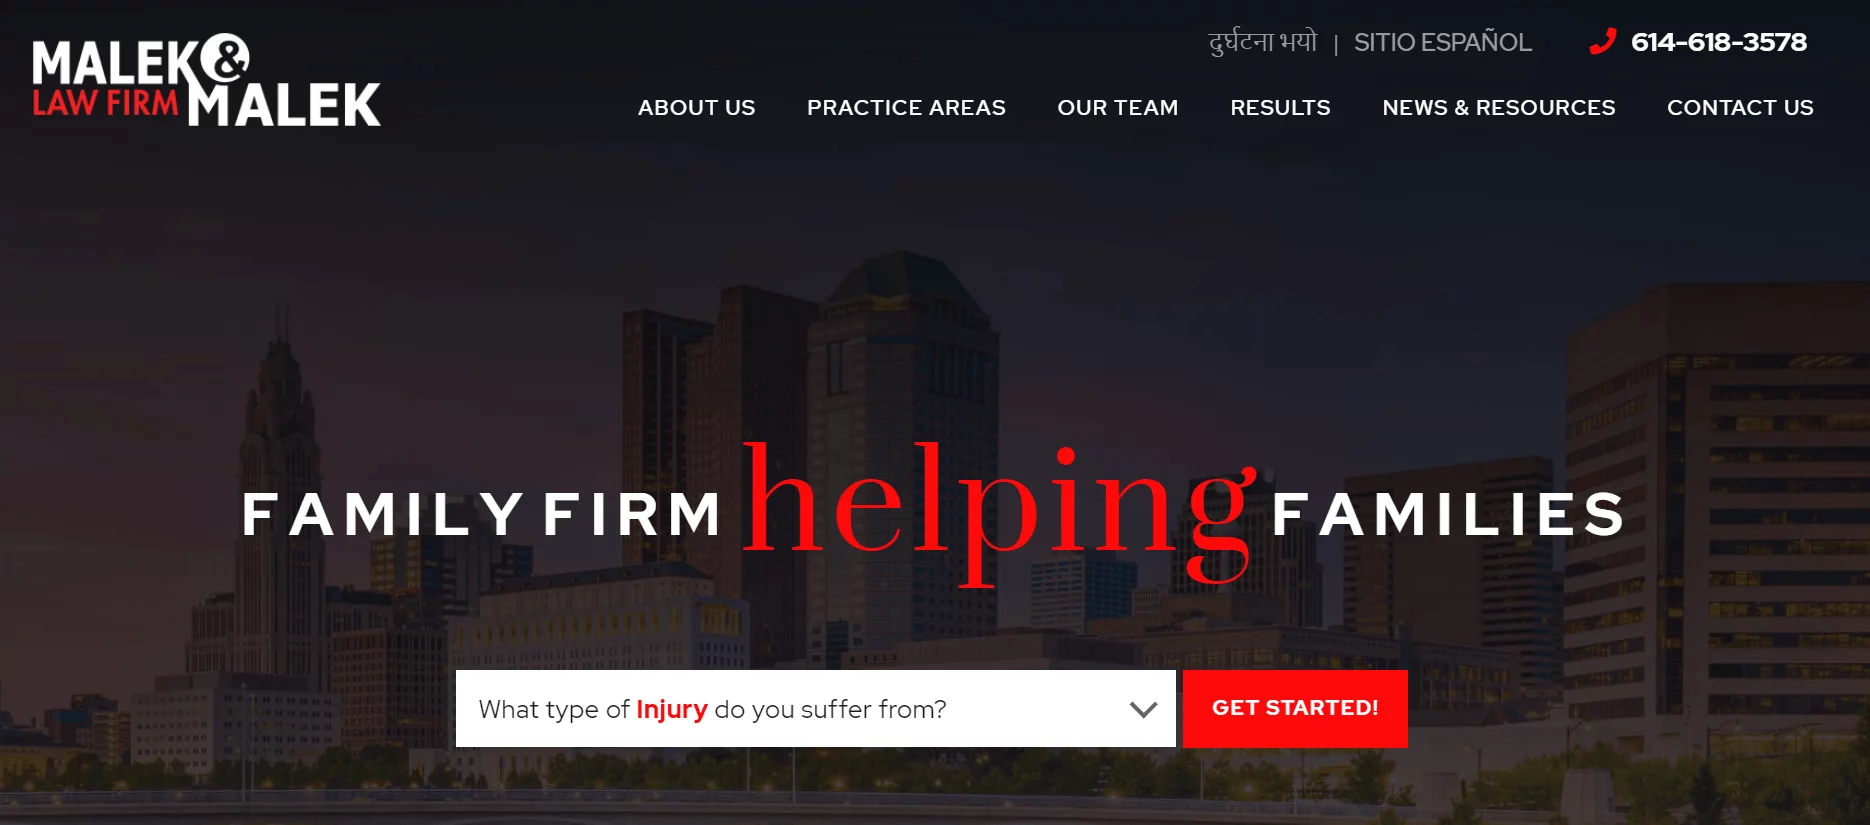 MALEK &
LAW FIRM MALEK
दुर्घटना भयो | SITIO ESPAÑOL 614-618-3578
ABOUT US PRACTICE AREAS OUR TEAM RESULTS NEWS & RESOURCES CONTACT US
FAMILY FIRM helping FAMILIES
What type of Injury do you suffer from? GET STARTED!